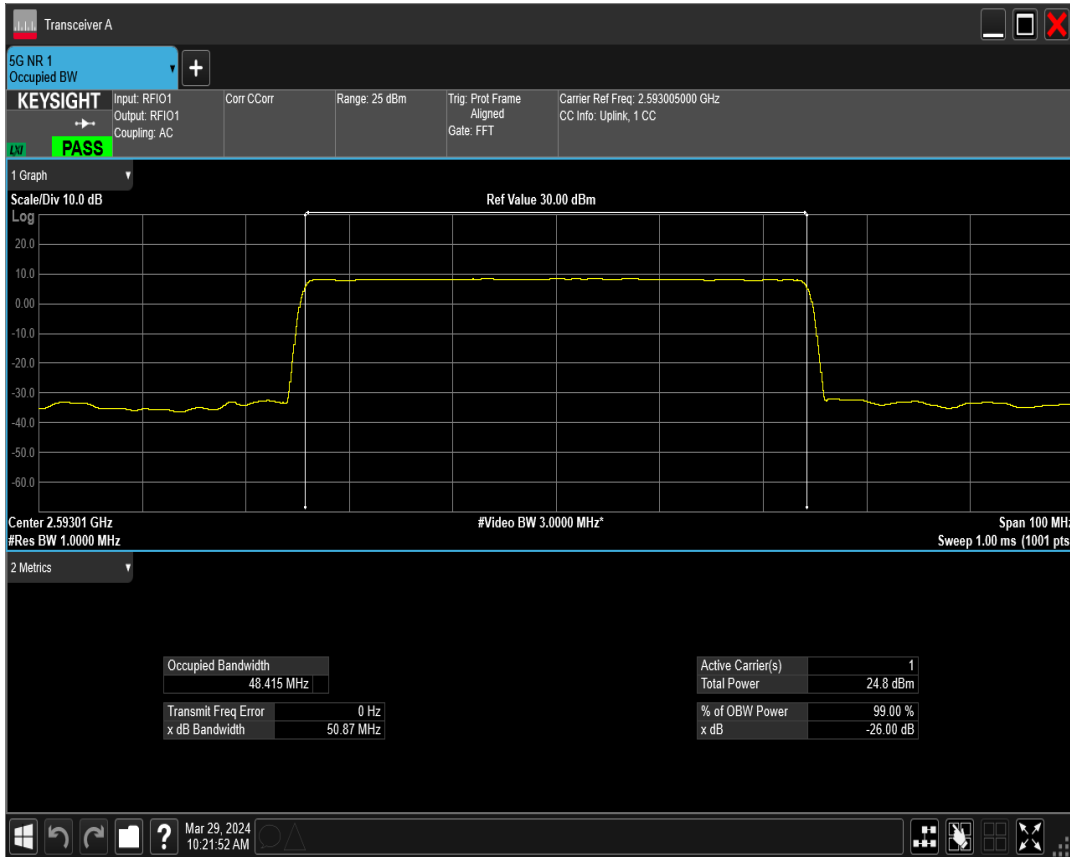 Transceiver A
5G NR 1
Occupied BW
+
KEYSIGHT
LXI
PASS
Input: RFIO1
Output: RFIO1
Coupling: AC
Corr CCorr
Range: 25 dBm
Trig: Prot Frame
Aligned
Gate: FFT
Carrier Ref Freq: 2.593005000 GHz
CC Info: Uplink, 1 CC
1 Graph
Scale/Div 10.0 dB
Ref Value 30.00 dBm
Log
20.0
10.0
0.00
-10.0
-20.0
-30.0
-40.0
-50.0
-60.0
Center 2.59301 GHz
#Video BW 3.0000 MHz*
Span 100 MHz
#Res BW 1.0000 MHz
Sweep 1.00 ms (1001 pts
2 Metrics
Occupied Bandwidth
48.415 MHz
Transmit Freq Error 0 Hz
x dB Bandwidth 50.87 MHz
Active Carrier(s) 1
Total Power 24.8 dBm
% of OBW Power 99.00 %
x dB -26.00 dB
?
Mar 29, 2024
10:21:52 AM